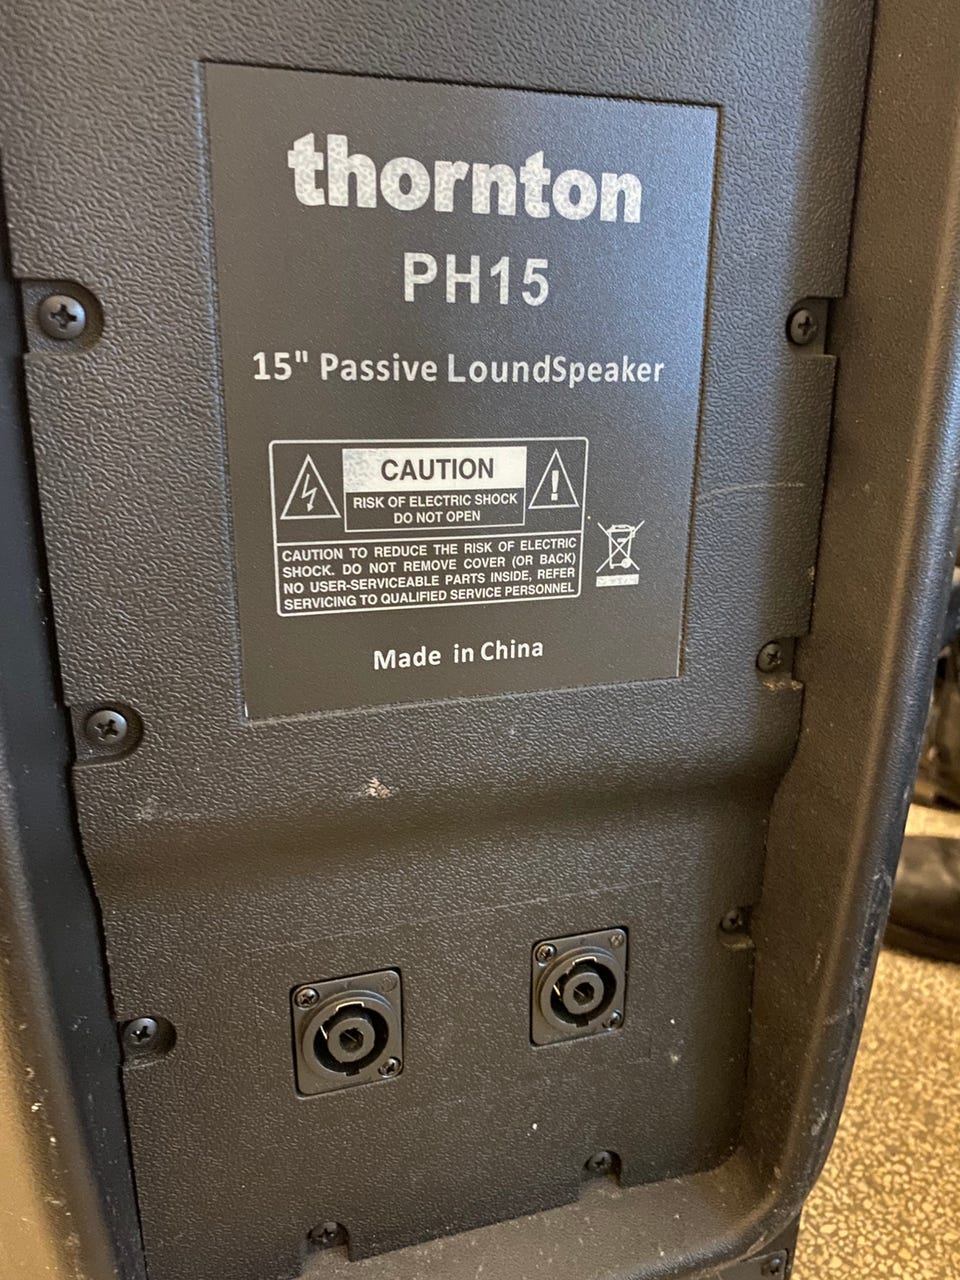 thornton
PH15
15" Passive LoundSpeaker
CAUTION
RISK OF ELECTRIC SHOCK
DO NOT OPEN
CAUTION TO REDUCE THE RISK OF ELECTRIC
SHOCK. DO NOT REMOVE COVER (OR BACK)
NO USER-SERVICEABLE PARTS INSIDE, REFER
SERVICING TO QUALIFIED SERVICE PERSONNEL
Made in China